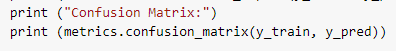 print ("Confusion Matrix:")
print (metrics.confusion_matrix(y_train, y_pred))